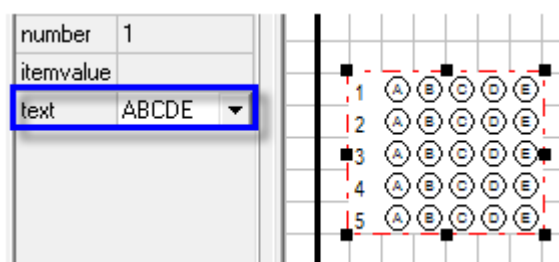 number 1
itemvalue
text ABCDE
1 A B C D E
2 A B C D E
3 A B C D E
4 A B C D E
5 A B C D E